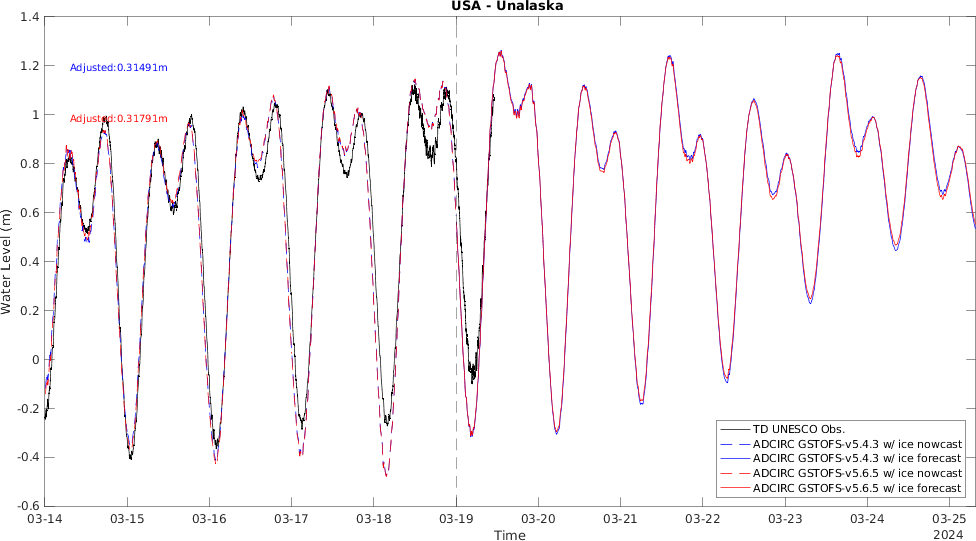 USA - Unalaska
1.4
1.2
1
0.8
0.6
0.4
0.2
0
-0.2
-0.4
-0.6
Water Level (m)
Adjusted:0.31491m
Adjusted:0.31791m
TD UNESCO Obs.
ADCIRC GSTOFS-v5.4.3 w/ ice nowcast
ADCIRC GSTOFS-v5.4.3 w/ ice forecast
ADCIRC GSTOFS-v5.6.5 w/ ice nowcast
ADCIRC GSTOFS-v5.6.5 w/ ice forecast
03-14 03-15 03-16 03-17 03-18 03-19 03-20 03-21 03-22 03-23 03-24 03-25
Time
2024